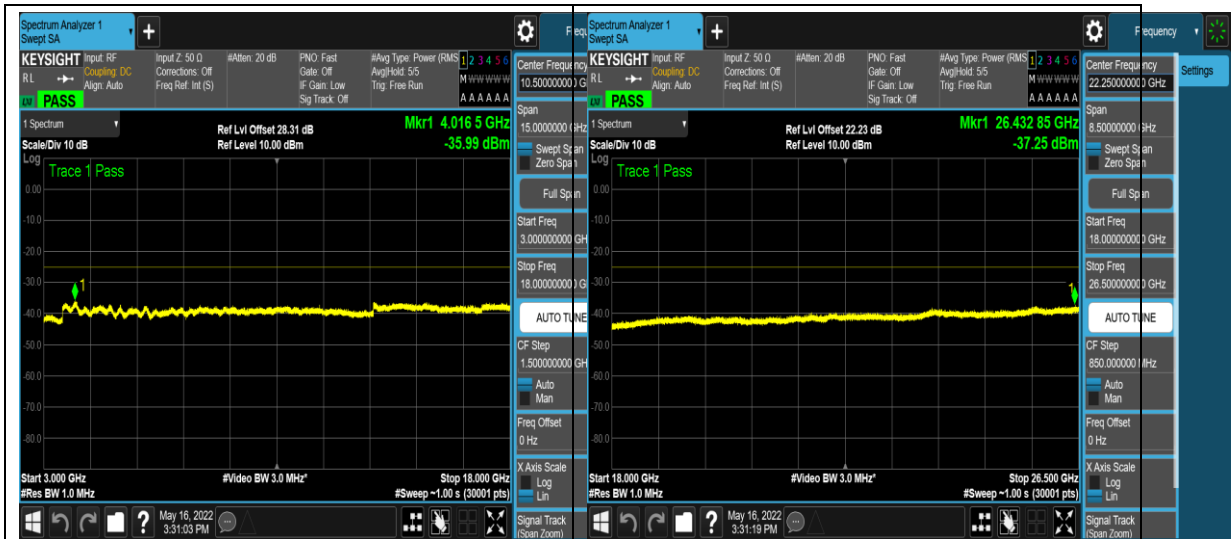 Spectrum Analyzer 1
Swept SA
+
KEYSIGHT
RL
Input: RF
Coupling: DC
Align: Auto
Input Z: 50 Ω
Corrections: Off
Freq Ref: Int (S)
#Atten: 20 dB
PNO: Fast
Gate: Off
IF Gain: Low
Sig Track: Off
#Avg Type: Power (RMS
Avg|Hold: 5/5
Trig: Free Run
1 2 3 4 5 6
M W W W W W
A A A A A A
PASS
1 Spectrum
Scale/Div 10 dB
Log
Ref Lvl Offset 28.31 dB
Ref Level 10.00 dBm
Mkr1 4.016 5 GHz
-35.99 dBm
Trace 1 Pass
1
0.00
-10.0
-20.0
-30.0
-40.0
-50.0
-60.0
-70.0
-80.0
Start 3.000 GHz
#Res BW 1.0 MHz
#Video BW 3.0 MHz*
Stop 18.000 GHz
#Sweep ~1.00 s (30001 pts)
?
May 16, 2022
3:31:03 PM
Frequ
Center Frequency
10.50000000 G
Span
15.0000000 GHz
Swept Span
Zero Span
Full Span
Start Freq
3.000000000 GH
Stop Freq
18.00000000 G
AUTO TUNE
CF Step
1.500000000 GH
Auto
Man
Freq Offset
0 Hz
X Axis Scale
Log
Lin
Signal Track
(Span Zoom)
Spectrum Analyzer 1
Swept SA
+
KEYSIGHT
RL
Input: RF
Coupling: DC
Align: Auto
Input Z: 50 Ω
Corrections: Off
Freq Ref: Int (S)
#Atten: 20 dB
PNO: Fast
Gate: Off
IF Gain: Low
Sig Track: Off
#Avg Type: Power (RMS
Avg|Hold: 5/5
Trig: Free Run
1 2 3 4 5 6
M W W W W W
A A A A A A
PASS
1 Spectrum
Scale/Div 10 dB
Log
Ref Lvl Offset 22.23 dB
Ref Level 10.00 dBm
Mkr1 26.432 85 GHz
-37.25 dBm
Trace 1 Pass
1
0.00
-10.0
-20.0
-30.0
-40.0
-50.0
-60.0
-70.0
-80.0
Start 18.000 GHz
#Res BW 1.0 MHz
#Video BW 3.0 MHz*
Stop 26.500 GHz
#Sweep ~1.00 s (30001 pts)
?
May 16, 2022
3:31:19 PM
Frequency
Settings
Center Frequency
22.250000000 GHz
Span
8.50000000 GHz
Swept Span
Zero Span
Full Span
Start Freq
18.000000000 GHz
Stop Freq
26.500000000 GHz
AUTO TUNE
CF Step
850.000000 MHz
Auto
Man
Freq Offset
0 Hz
X Axis Scale
Log
Lin
Signal Track
(Span Zoom)